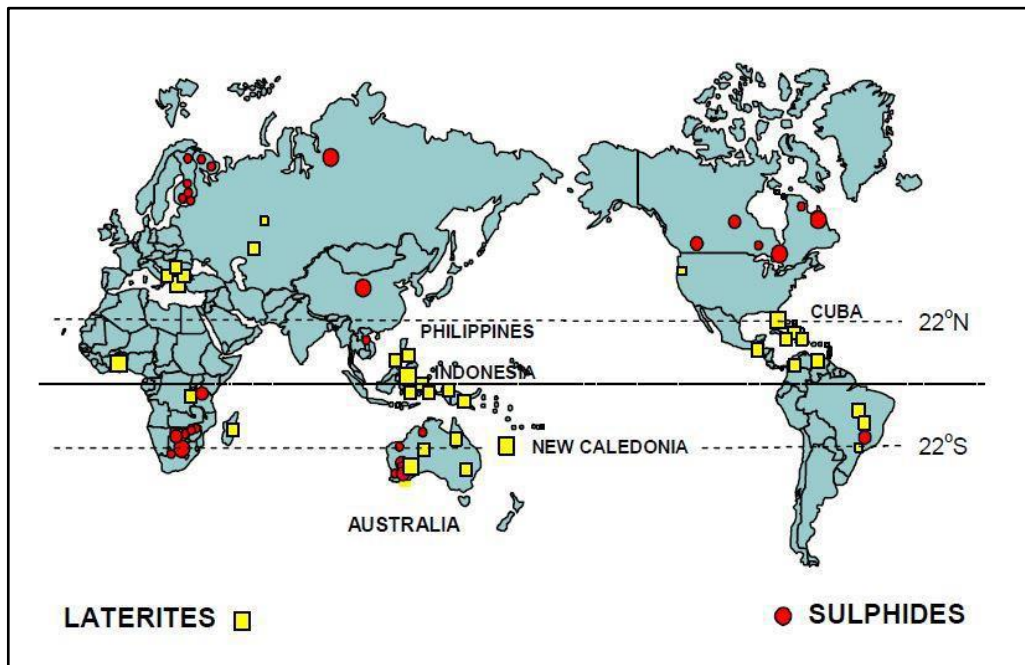 CUBA
22°N
PHILIPPINES
INDONESIA
NEW CALEDONIA
22°S
AUSTRALIA
LATERITES
SULPHIDES